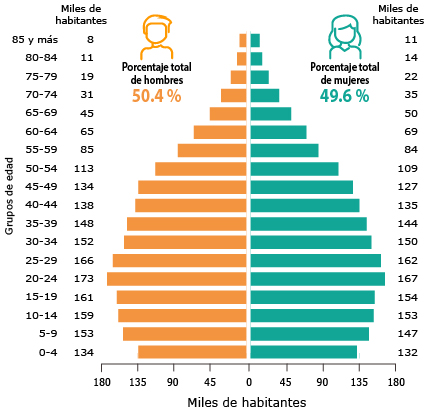 Miles de habitantes
Miles de habitantes
Porcentaje total de hombres
50.4 %
Porcentaje total de mujeres
49.6 %
Grupos de edad
85 y más 8 11
80-84 11 14
75-79 19 22
70-74 31 35
65-69 45 50
60-64 65 69
55-59 85 84
50-54 113 109
45-49 134 127
40-44 138 135
35-39 148 144
30-34 152 150
25-29 166 162
20-24 173 167
15-19 161 154
10-14 159 153
5-9 153 147
0-4 134 132
180 135 90 45 0 45 90 135 180
Miles de habitantes